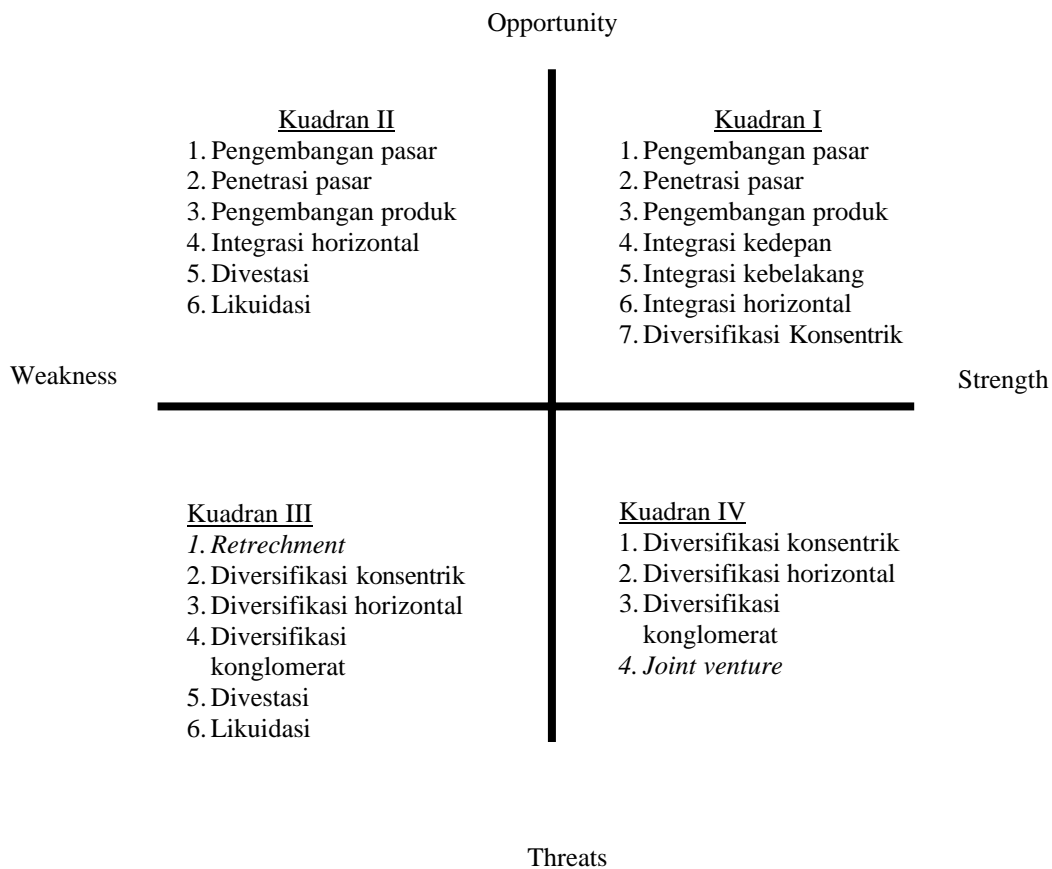 Opportunity
Kuadran II
1. Pengembangan pasar
2. Penetrasi pasar
3. Pengembangan produk
4. Integrasi horizontal
5. Divestasi
6. Likuidasi
Kuadran I
1. Pengembangan pasar
2. Penetrasi pasar
3. Pengembangan produk
4. Integrasi kedepan
5. Integrasi kebelakang
6. Integrasi horizontal
7. Diversifikasi Konsentrik
Weakness
Strength
Kuadran III
1. Retrechment
2. Diversifikasi konsentrik
3. Diversifikasi horizontal
4. Diversifikasi
konglomerat
5. Divestasi
6. Likuidasi
Kuadran IV
1. Diversifikasi konsentrik
2. Diversifikasi horizontal
3. Diversifikasi
konglomerat
4. Joint venture
Threats